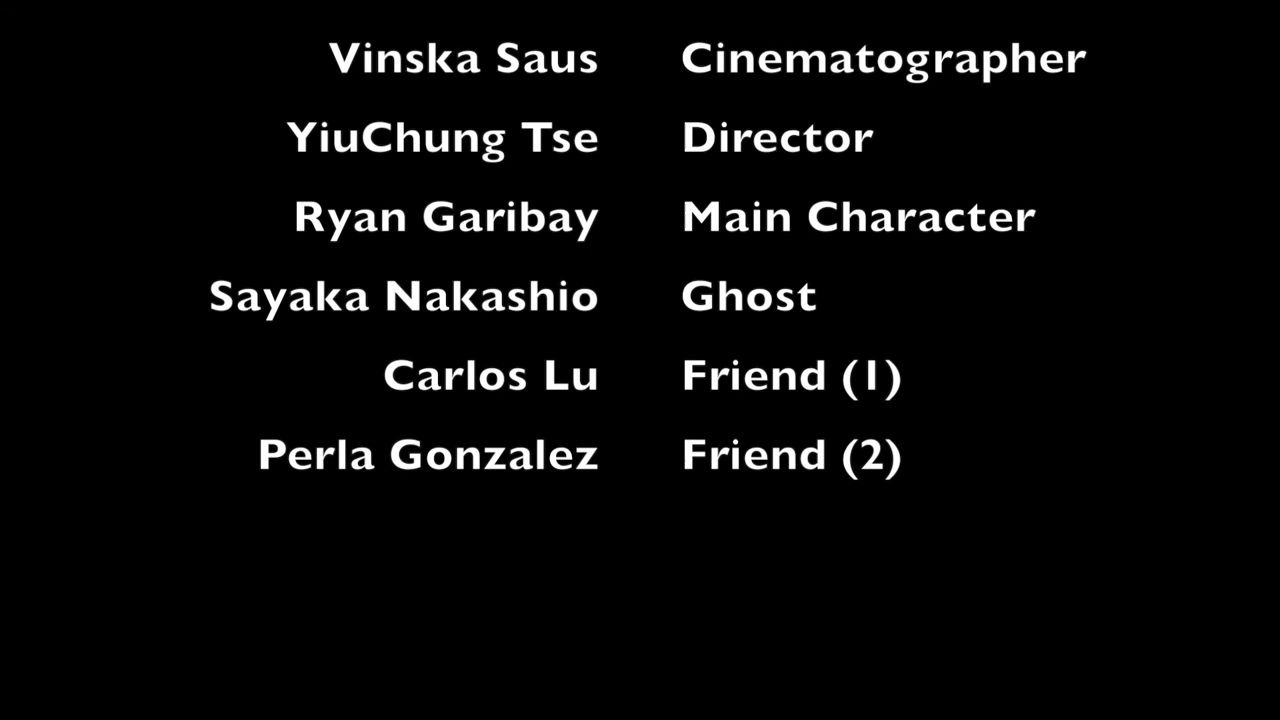 Vinska Saus Cinematographer
YiuChung Tse Director
Ryan Garibay Main Character
Sayaka Nakashio Ghost
Carlos Lu Friend (1)
Perla Gonzalez Friend (2)